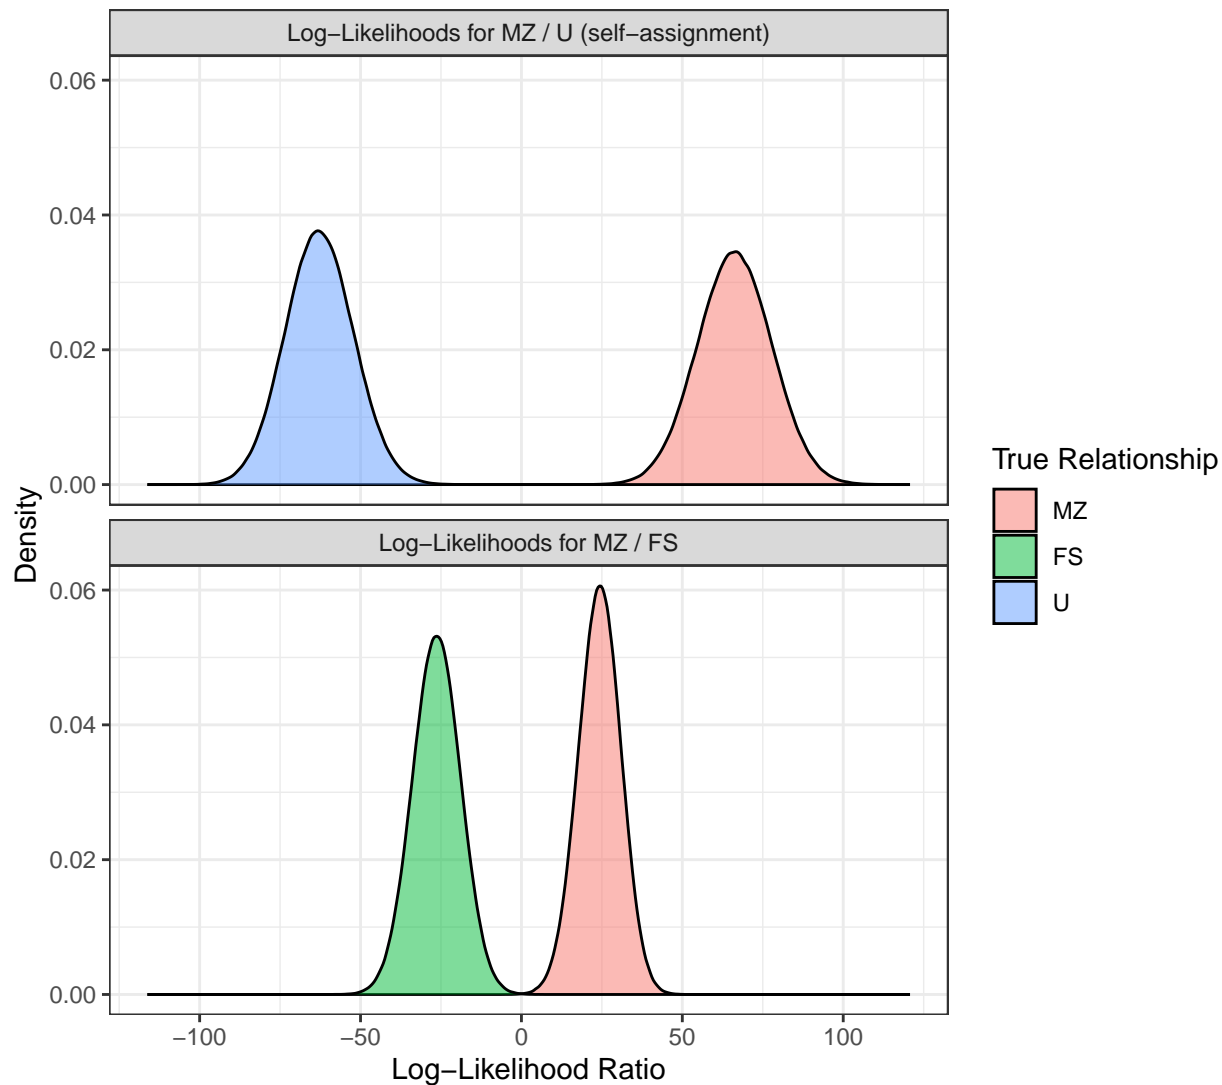 Log−Likelihoods for MZ / U (self−assignment)
0.06
0.04
0.02
0.00
Log−Likelihoods for MZ / FS
0.06
0.04
0.02
0.00
−100
−50
0
50
100
Log−Likelihood Ratio
Density
True Relationship
MZ
FS
U